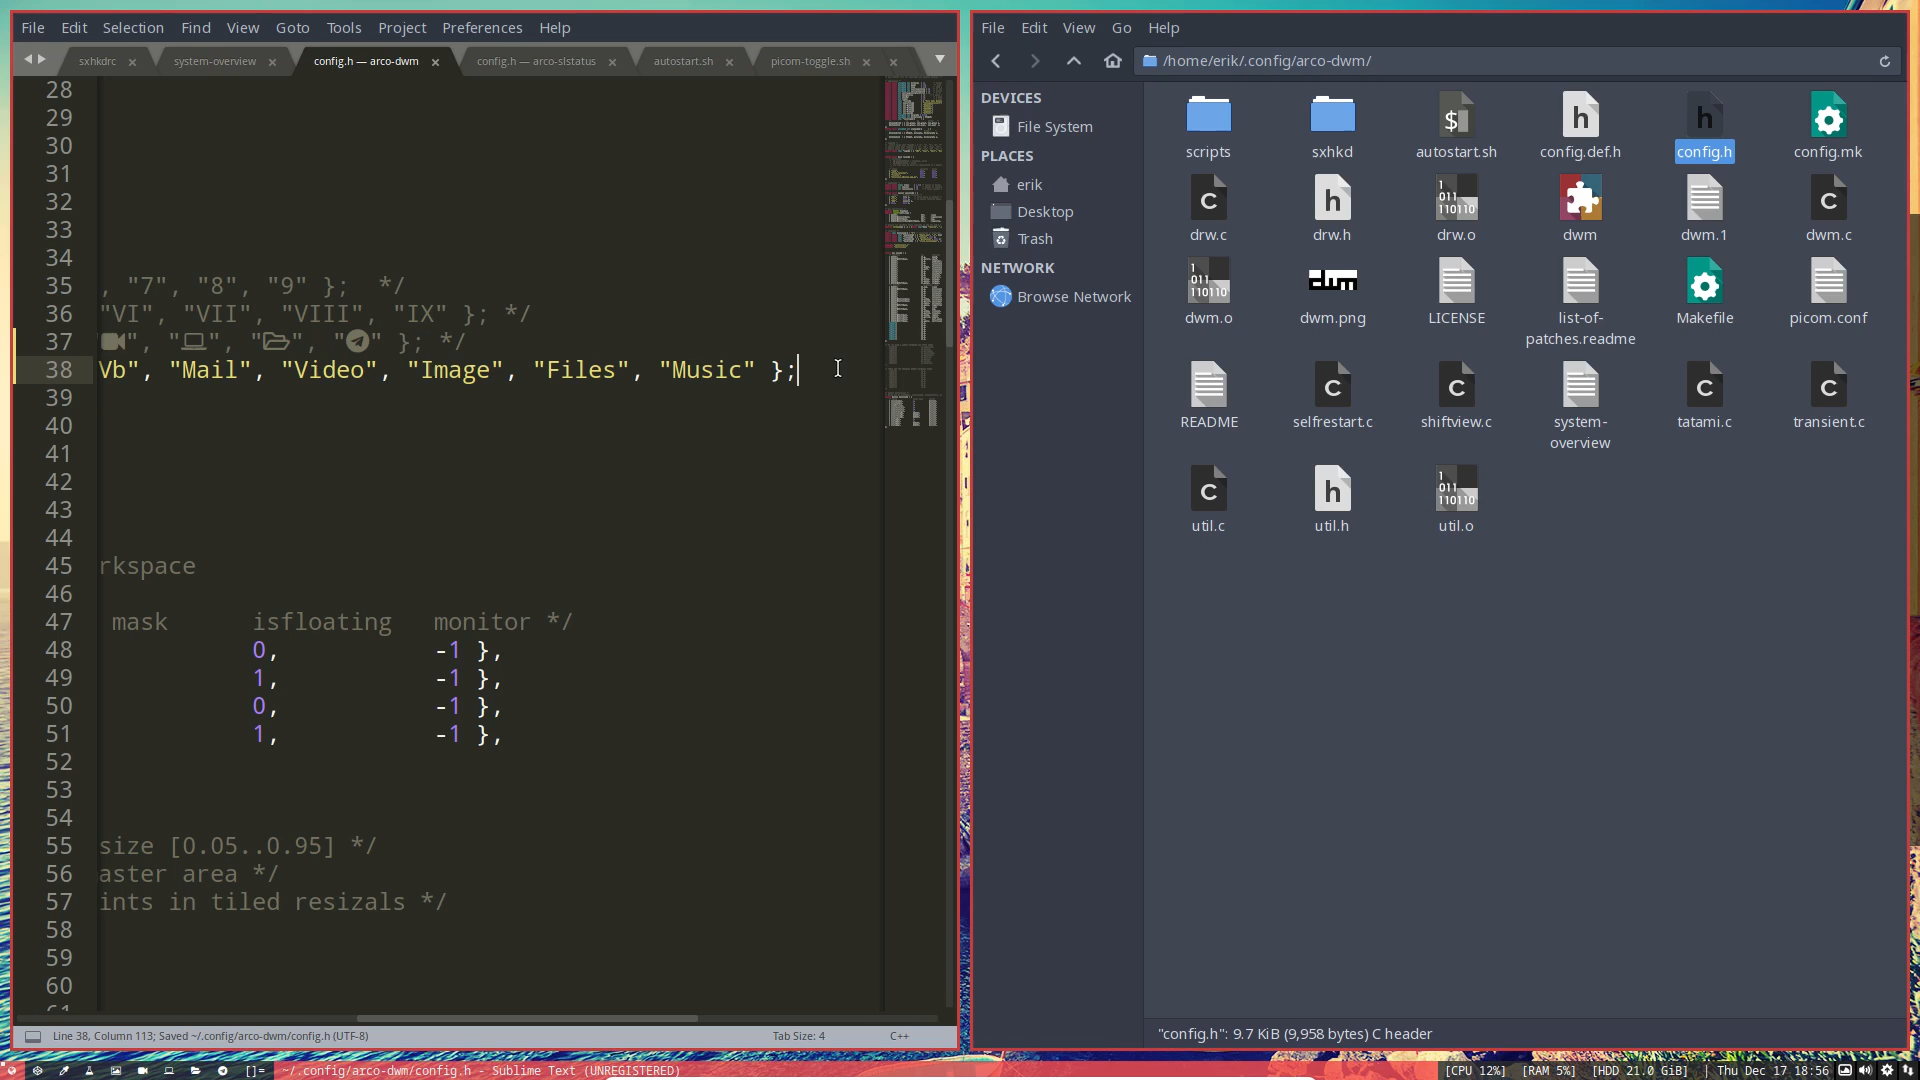 File Edit Selection Find View Goto Tools Project Preferences Help
sxhkdrc system-overview config.h — arco-dwm config.h — arco-slstatus autostart.sh picom-toggle.sh
28
29
30
31
32
33
34
35 , "7", "8", "9" };  */
36 "VI", "VII", "VIII", "IX" }; */
37 ", "", "", "" }; */
38 Vb", "Mail", "Video", "Image", "Files", "Music" };
39
40
41
42
43
44
45 rkspace
46
47 mask isfloating monitor */
48 0, -1 },
49 1, -1 },
50 0, -1 },
51 1, -1 },
52
53
54
55 size [0.05..0.95] */
56 aster area */
57 ints in tiled resizals */
58
59
60
61
Line 38, Column 113; Saved ~/.config/arco-dwm/config.h (UTF-8) Tab Size: 4 C++
File Edit View Go Help
/home/erik/.config/arco-dwm/
DEVICES
File System
PLACES
erik
Desktop
Trash
NETWORK
Browse Network
scripts sxhkd autostart.sh config.def.h config.h config.mk
drw.c drw.h drw.o dwm dwm.1 dwm.c
dwm.o dwm.png LICENSE list-of-patches.readme Makefile picom.conf
README selfrestart.c shiftview.c system-overview tatami.c transient.c
util.c util.h util.o
"config.h": 9.7 KiB (9,958 bytes) C header
[]= ~/.config/arco-dwm/config.h - Sublime Text (UNREGISTERED)
[CPU 12%] [RAM 5%] [HDD 21.0 GiB] Thu Dec 17 18:56